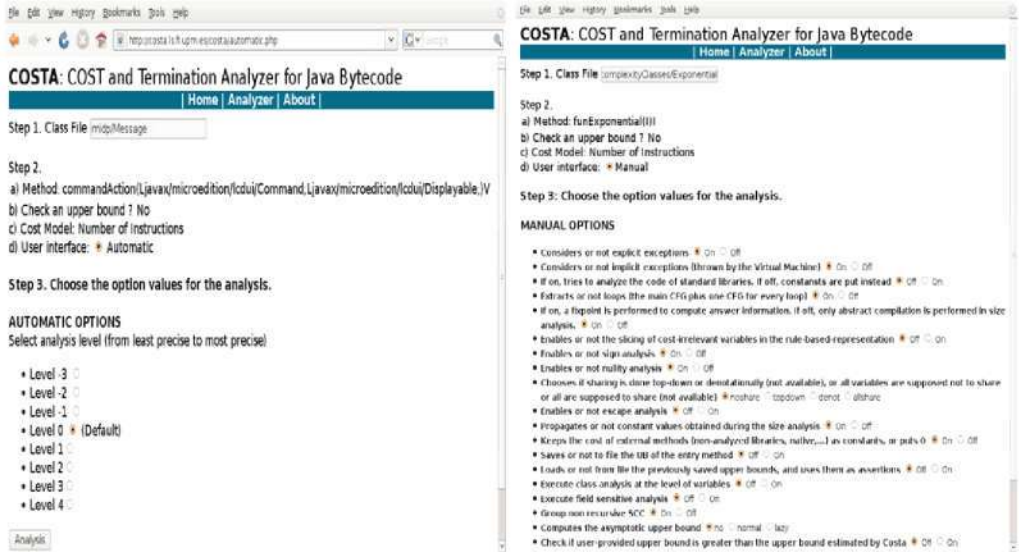 File Edit View History Bookmarks Tools Help
http://costa.ls.fi.upm.es/costa/automatic.php
COSTA: COST and Termination Analyzer for Java Bytecode
| Home | Analyzer | About |
Step 1. Class File midp/Message
Step 2.
a) Method: commandAction(Ljavax/microedition/lcdui/Command,Ljavax/microedition/lcdui/Displayable,)V
b) Check an upper bound ? No
c) Cost Model: Number of Instructions
d) User interface: Automatic
Step 3. Choose the option values for the analysis.
AUTOMATIC OPTIONS
Select analysis level (from least precise to most precise)
• Level -3
• Level -2
• Level -1
• Level 0 (Default)
• Level 1
• Level 2
• Level 3
• Level 4
Analysis
File Edit View History Bookmarks Tools Help
COSTA: COST and Termination Analyzer for Java Bytecode
| Home | Analyzer | About |
Step 1. Class File omplexityClasses/Exponential
Step 2.
a) Method: funExponential(I)I
b) Check an upper bound ? No
c) Cost Model: Number of Instructions
d) User interface: Manual
Step 3: Choose the option values for the analysis.
MANUAL OPTIONS
• Considers or not explicit exceptions On Off
• Considers or not implicit exceptions (thrown by the Virtual Machine) On Off
• If on, tries to analyze the code of standard libraries. If off, constansts are put instead Off On
• Extracts or not loops (the main CFG plus one CFG for every loop) On Off
• If on, a fixpoint is performed to compute answer information. If off, only abstract compilation is performed in size
analysis. On Off
• Enables or not the slicing of cost-irrelevant variables in the rule-based-representation Off On
• Enables or not sign analysis On Off
• Enables or not nullity analysis On Off
• Chooses if sharing is done top-down or denotationally (not available), or all variables are supposed not to share
or all are supposed to share (not available) noshare topdown denot allshare
• Enables or not escape analysis Off On
• Propagates or not constant values obtained during the size analysis On Off
• Keeps the cost of external methods (non-analyzed libraries, native,...) as constants, or puts 0 On Off
• Saves or not to file the UB of the entry method Off On
• Loads or not from file the previously saved upper bounds, and uses them as assertions Off On
• Execute class analysis at the level of variables Off On
• Execute field sensitive analysis Off On
• Group non recursive SCC On Off
• Computes the asymptotic upper bound no normal lazy
• Check if user-provided upper bound is greater than the upper bound estimated by Costa Off On